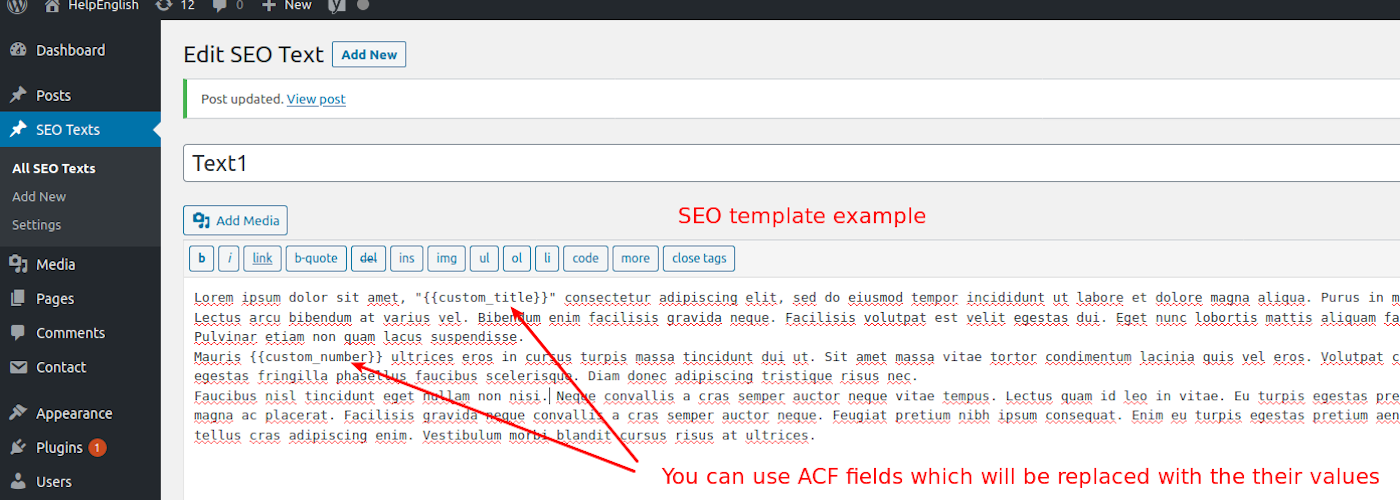 HelpEnglish 12 0 New
Dashboard
Posts
SEO Texts
All SEO Texts
Add New
Settings
Media
Pages
Comments
Contact
Appearance
Plugins 1
Users
Edit SEO Text Add New
Post updated. View post
Text1
Add Media
SEO template example
b i link b-quote del ins img ul ol li code more close tags
Lorem ipsum dolor sit amet, "{{custom_title}}" consectetur adipiscing elit, sed do eiusmod tempor incididunt ut labore et dolore magna aliqua. Purus in m
Lectus arcu bibendum at varius vel. Bibendum enim facilisis gravida neque. Facilisis volutpat est velit egestas dui. Eget nunc lobortis mattis aliquam fa
Pulvinar etiam non quam lacus suspendisse.
Mauris {{custom_number}} ultrices eros in cursus turpis massa tincidunt dui ut. Sit amet massa vitae tortor condimentum lacinia quis vel eros. Volutpat c
egestas fringilla phasellus faucibus scelerisque. Diam donec adipiscing tristique risus nec.
Faucibus nisl tincidunt eget nullam non nisi. Neque convallis a cras semper auctor neque vitae tempus. Lectus quam id leo in vitae. Eu turpis egestas pre
magna ac placerat. Facilisis gravida neque convallis a cras semper auctor neque. Feugiat pretium nibh ipsum consequat. Enim eu turpis egestas pretium aen
tellus cras adipiscing enim. Vestibulum morbi blandit cursus risus at ultrices.
You can use ACF fields which will be replaced with the their values